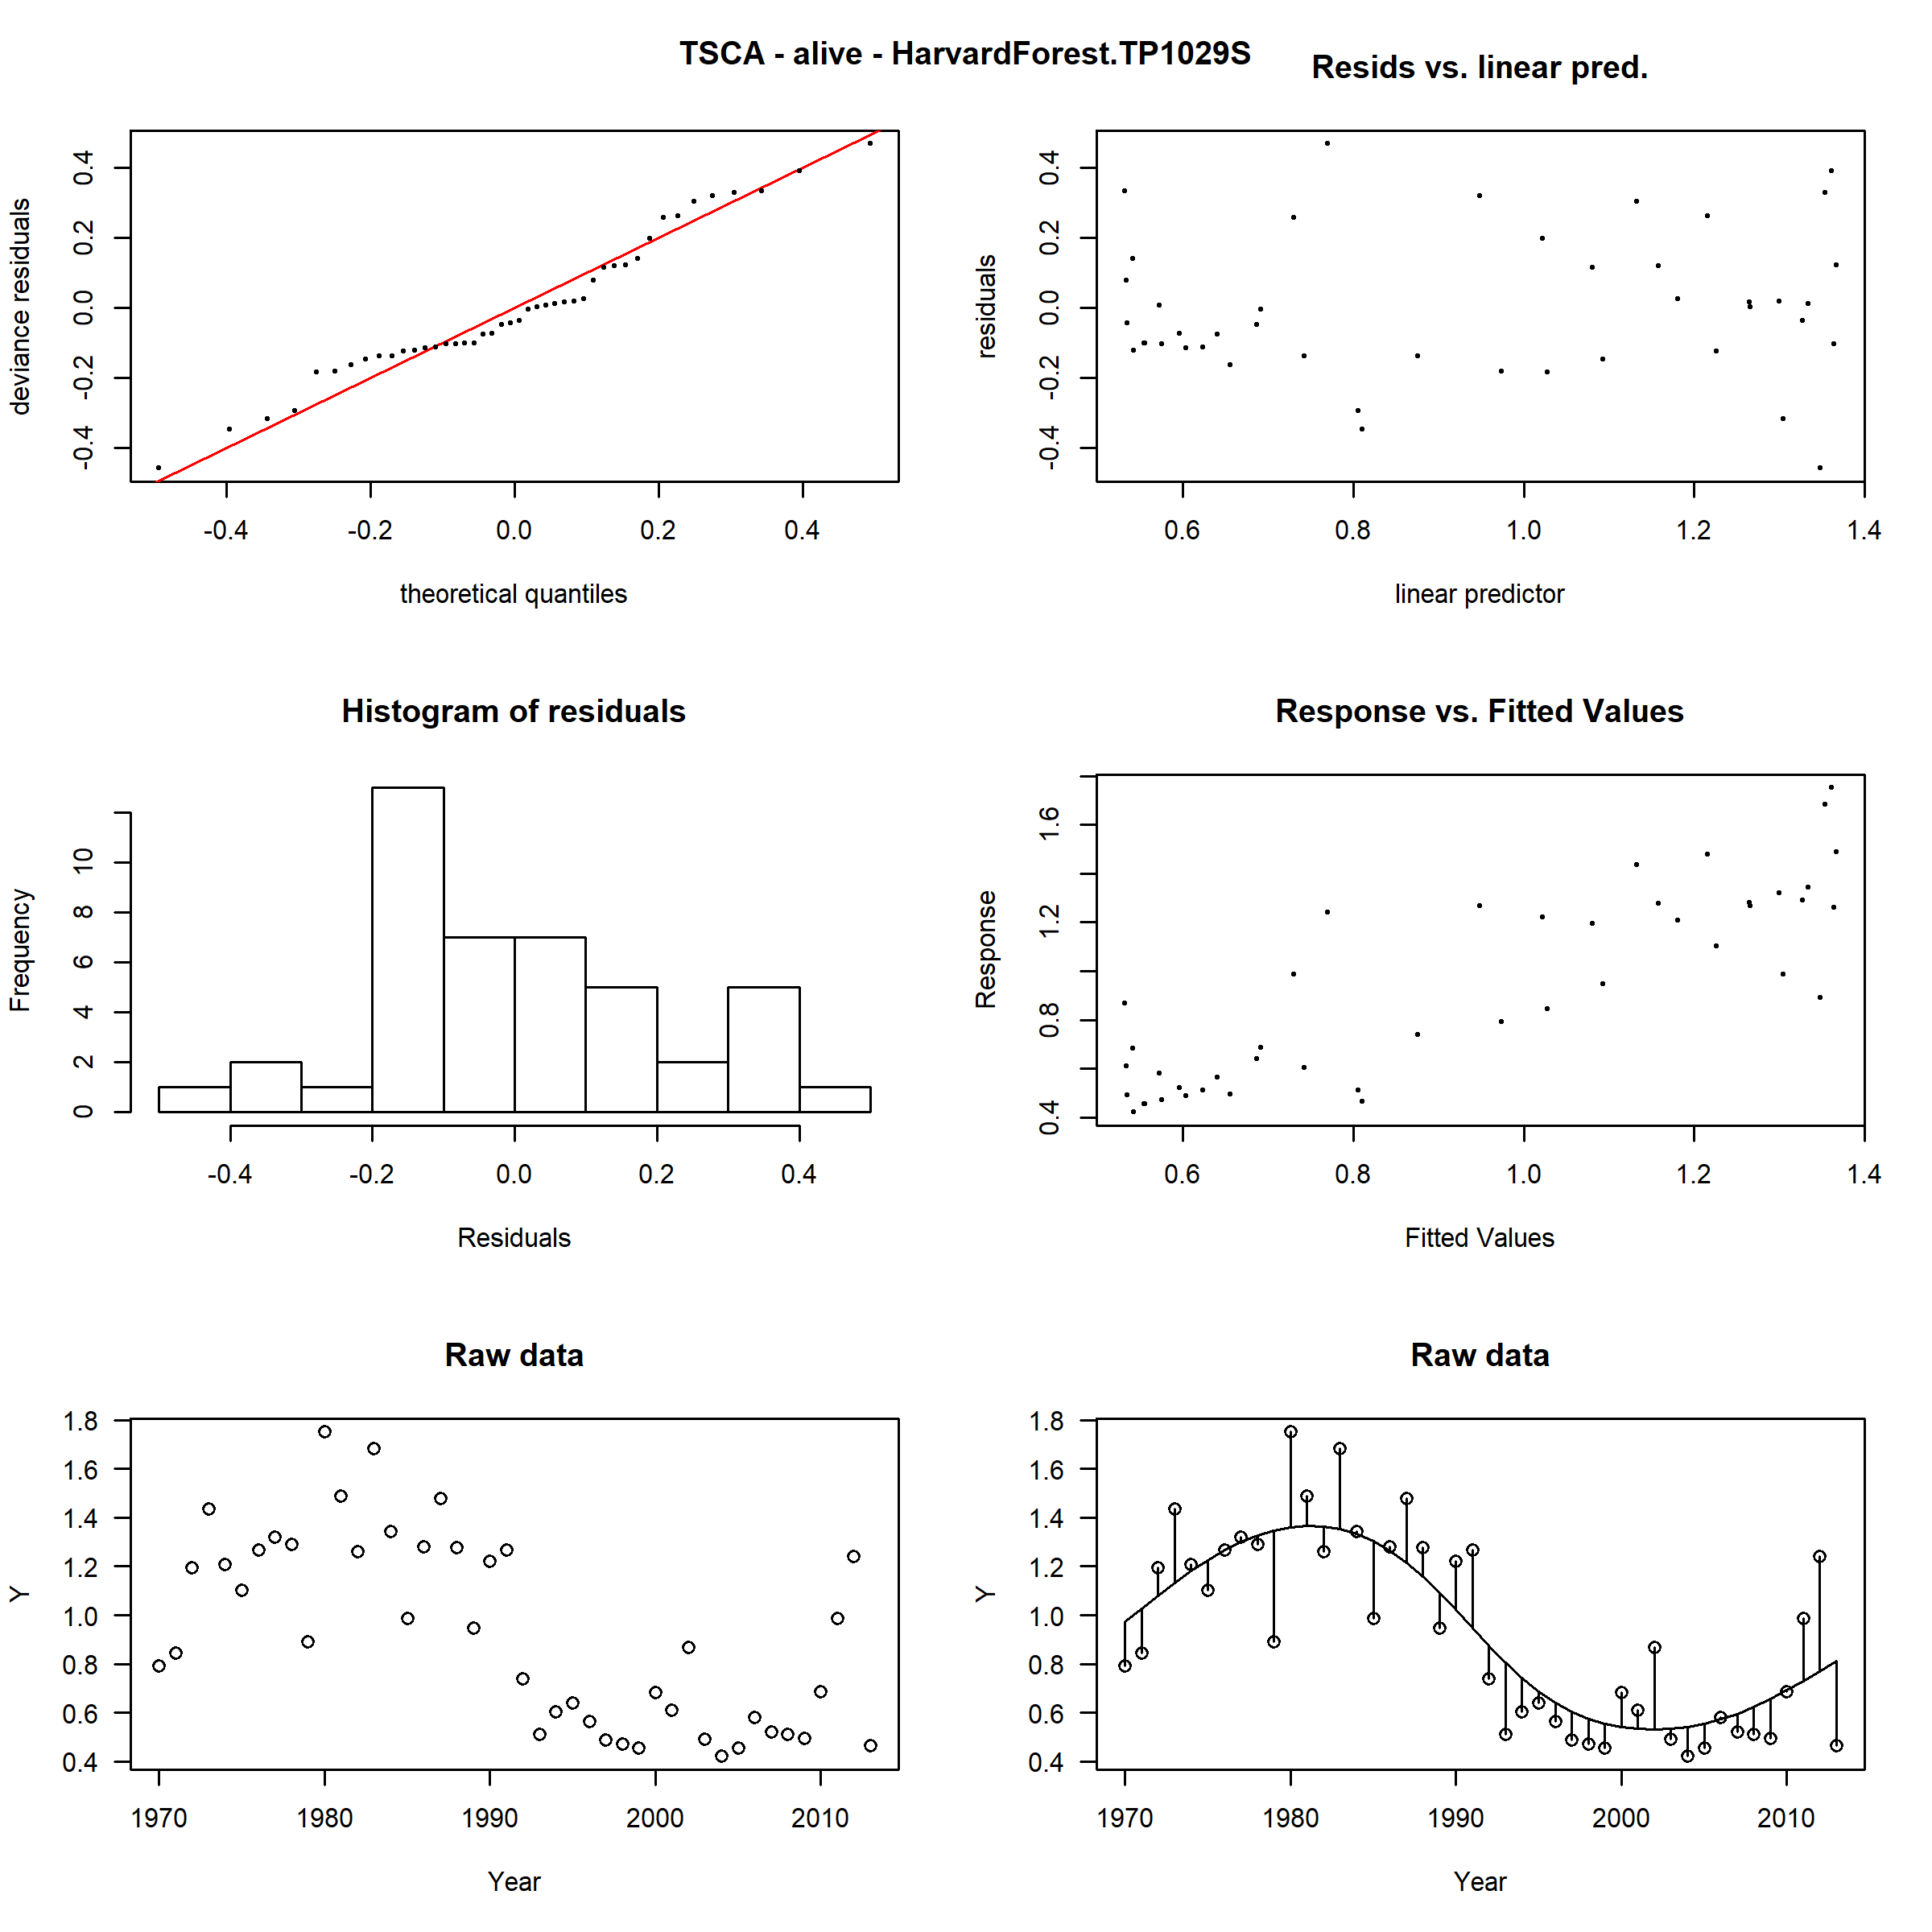 TSCA - alive - HarvardForest.TP1029S
Resids vs. linear pred.
deviance residuals
-0.4 -0.2 0.0 0.2 0.4
-0.4 -0.2 0.0 0.2 0.4
theoretical quantiles
residuals
-0.4 -0.2 0.0 0.2 0.4
0.6 0.8 1.0 1.2 1.4
linear predictor
Histogram of residuals
Frequency
0 2 4 6 8 10
-0.4 -0.2 0.0 0.2 0.4
Residuals
Response vs. Fitted Values
Response
0.4 0.8 1.2 1.6
0.6 0.8 1.0 1.2 1.4
Fitted Values
Raw data
Y
1.8
1.6
1.4
1.2
1.0
0.8
0.6
0.4
1970 1980 1990 2000 2010
Year
Raw data
Y
1.8
1.6
1.4
1.2
1.0
0.8
0.6
0.4
1970 1980 1990 2000 2010
Year